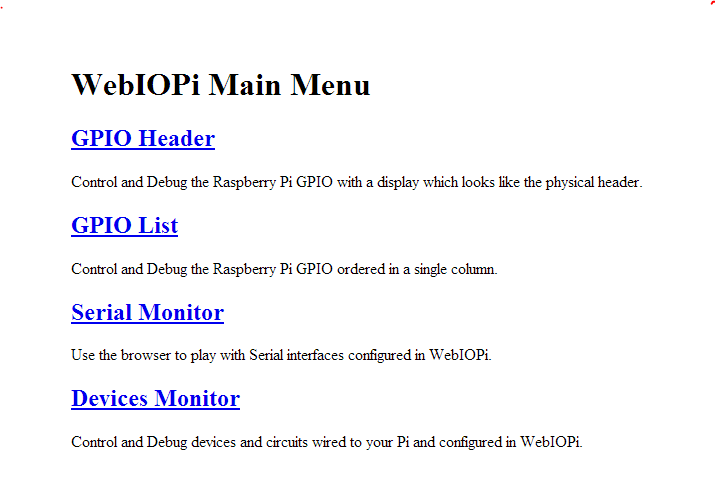 WebIOPi Main Menu
GPIO Header
Control and Debug the Raspberry Pi GPIO with a display which looks like the physical header.
GPIO List
Control and Debug the Raspberry Pi GPIO ordered in a single column.
Serial Monitor
Use the browser to play with Serial interfaces configured in WebIOPi.
Devices Monitor
Control and Debug devices and circuits wired to your Pi and configured in WebIOPi.